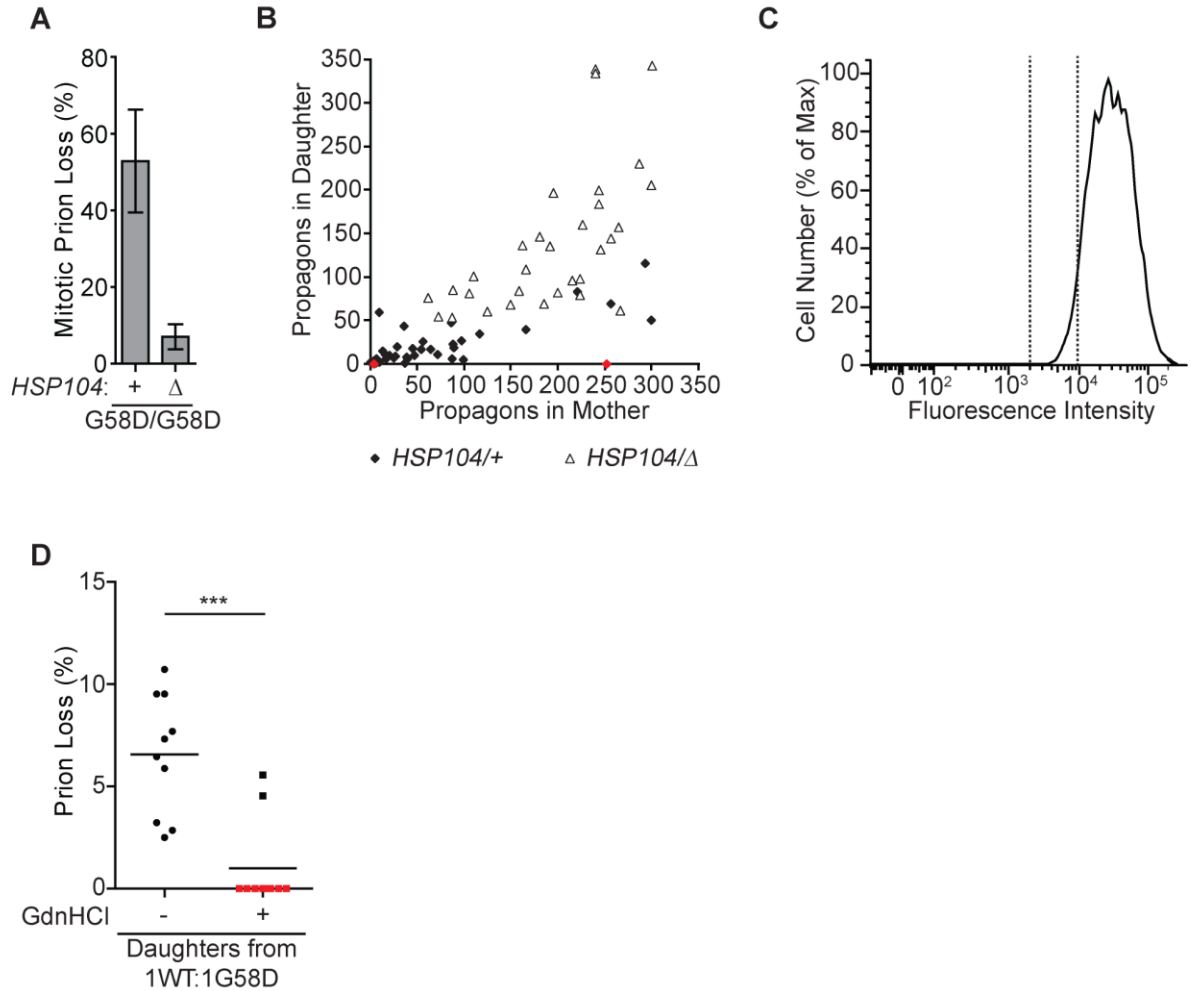 A
80
60
40
20
0
Mitotic Prion Loss (%)
HSP104: + Δ
G58D/G58D
B
350
300
250
200
150
100
50
0
Propagons in Daughter
0 50 100 150 200 250 300 350
Propagons in Mother
HSP104/+ HSP104/Δ
C
100
80
60
40
20
0
Cell Number (% of Max)
0 10² 10³ 10⁴ 10⁵
Fluorescence Intensity
D
15
10
5
0
Prion Loss (%)
***
GdnHCl - +
Daughters from
1WT:1G58D